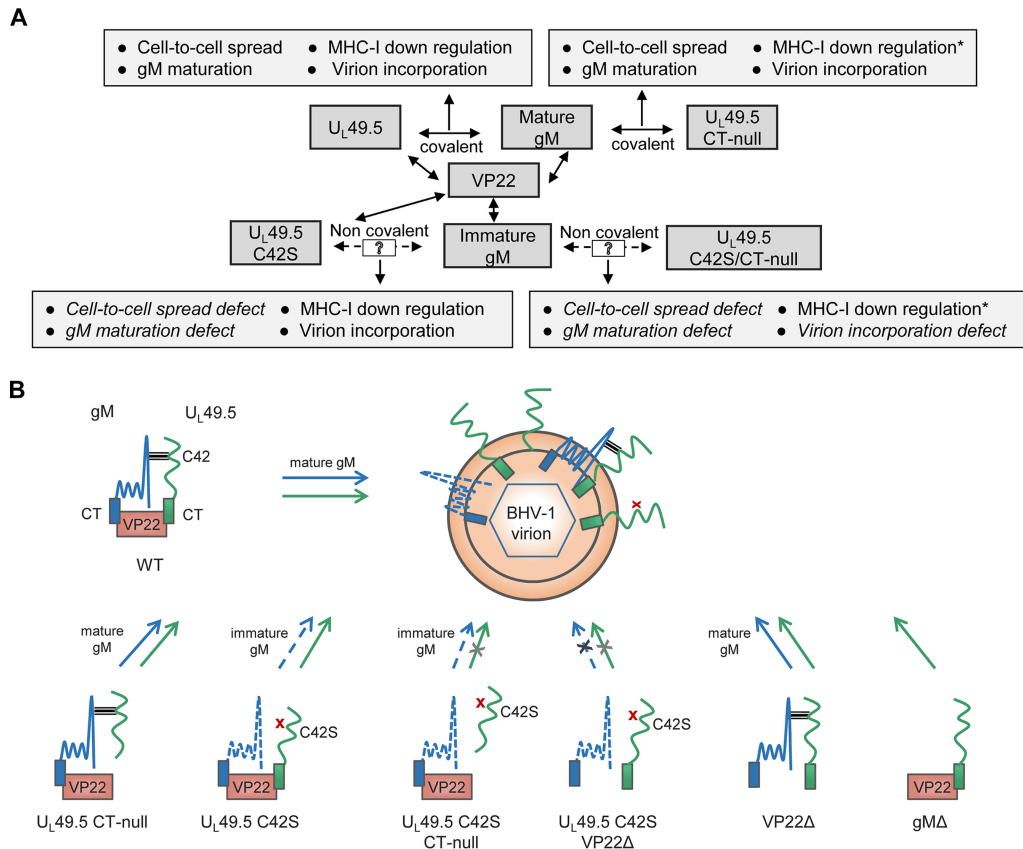 A
● Cell-to-cell spread ● MHC-I down regulation
● gM maturation ● Virion incorporation
● Cell-to-cell spread ● MHC-I down regulation*
● gM maturation ● Virion incorporation
UL49.5
covalent
Mature
gM
covalent
UL49.5
CT-null
VP22
UL49.5
C42S
Non covalent
?
Immature
gM
Non covalent
?
UL49.5
C42S/CT-null
● Cell-to-cell spread defect ● MHC-I down regulation
● gM maturation defect ● Virion incorporation
● Cell-to-cell spread defect ● MHC-I down regulation*
● gM maturation defect ● Virion incorporation defect
B
gM
UL49.5
C42
CT
VP22
CT
WT
mature gM
BHV-1
virion
x
mature
gM
immature
gM
immature
gM
mature
gM
VP22
UL49.5 CT-null
x
C42S
VP22
UL49.5 C42S
x
C42S
VP22
UL49.5 C42S
CT-null
x
C42S
UL49.5 C42S
VP22Δ
VP22Δ
VP22
gMΔ